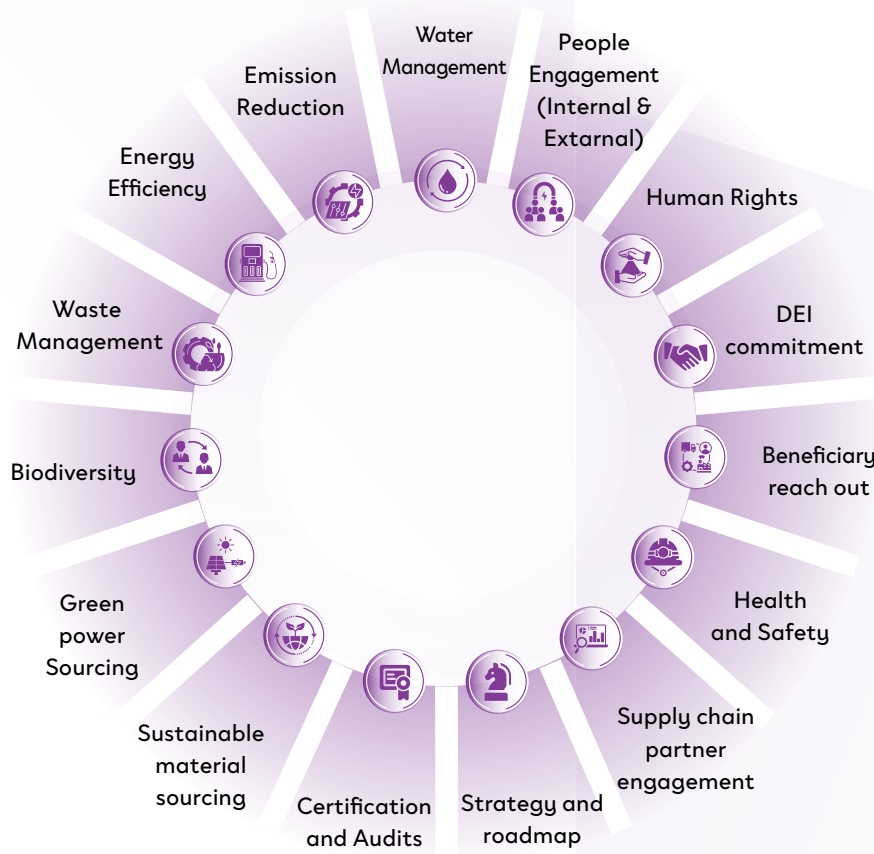 Water
Management
People
Engagement
(Internal &
Extarnal)
Human Rights
DEI
commitment
Beneficiary
reach out
Health
and Safety
Supply chain
partner
engagement
Strategy and
roadmap
Certification
and Audits
Sustainable
material
sourcing
Green
power
Sourcing
Biodiversity
Waste
Management
Energy
Efficiency
Emission
Reduction